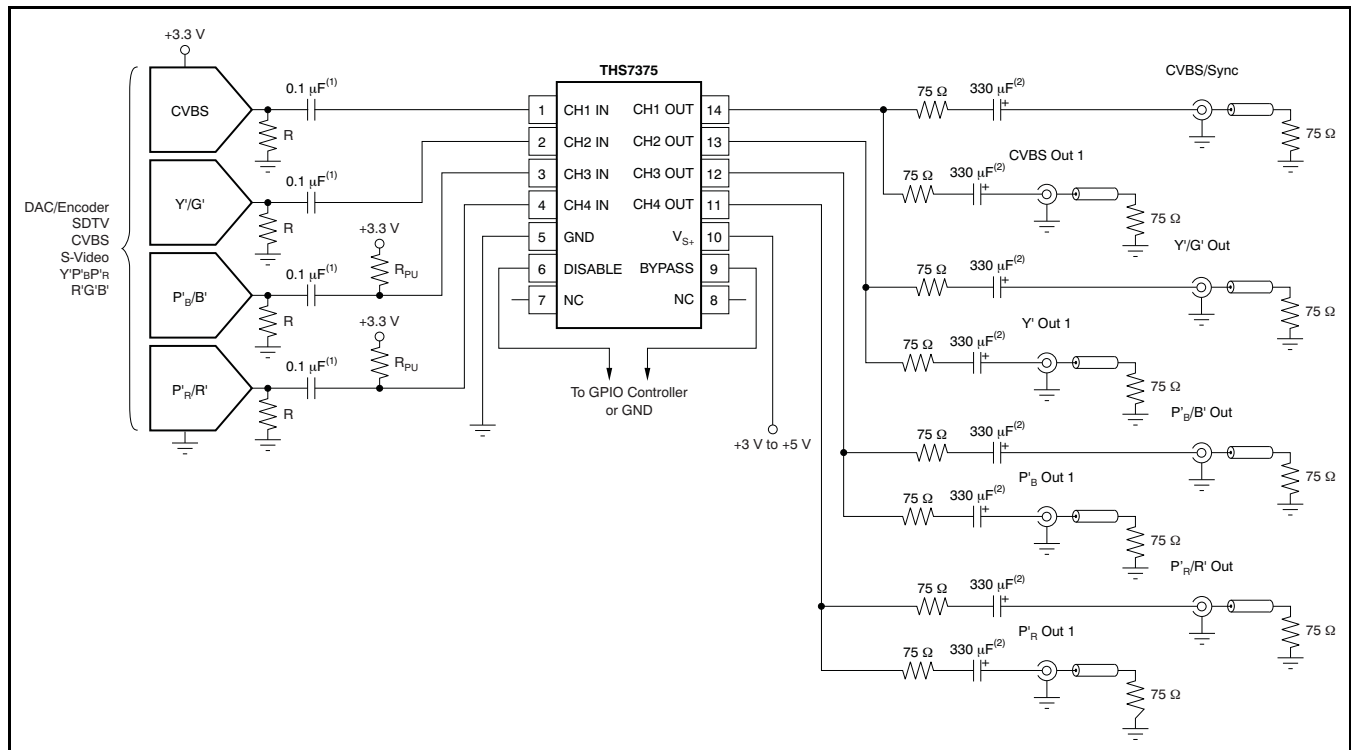 +3.3 V
CVBS
Y'/G'
P'B/B'
P'R/R'
DAC/Encoder
SDTV
CVBS
S-Video
Y'P'BP'R
R'G'B'
0.1 µF(1)
R
0.1 µF(1)
R
0.1 µF(1)
R
+3.3 V
RPU
0.1 µF(1)
R
+3.3 V
RPU
THS7375
1 CH1 IN CH1 OUT 14
2 CH2 IN CH2 OUT 13
3 CH3 IN CH3 OUT 12
4 CH4 IN CH4 OUT 11
5 GND VS+ 10
6 DISABLE BYPASS 9
7 NC NC 8
To GPIO Controller
or GND
+3 V to +5 V
CVBS/Sync
75 Ω 330 µF(2) +
75 Ω
CVBS Out 1
75 Ω 330 µF(2) +
75 Ω
Y'/G' Out
75 Ω 330 µF(2) +
75 Ω
Y' Out 1
75 Ω 330 µF(2) +
75 Ω
P'B/B' Out
75 Ω 330 µF(2) +
75 Ω
P'B Out 1
75 Ω 330 µF(2) +
75 Ω
P'R/R' Out
75 Ω 330 µF(2) +
75 Ω
P'R Out 1
75 Ω 330 µF(2) +
75 Ω